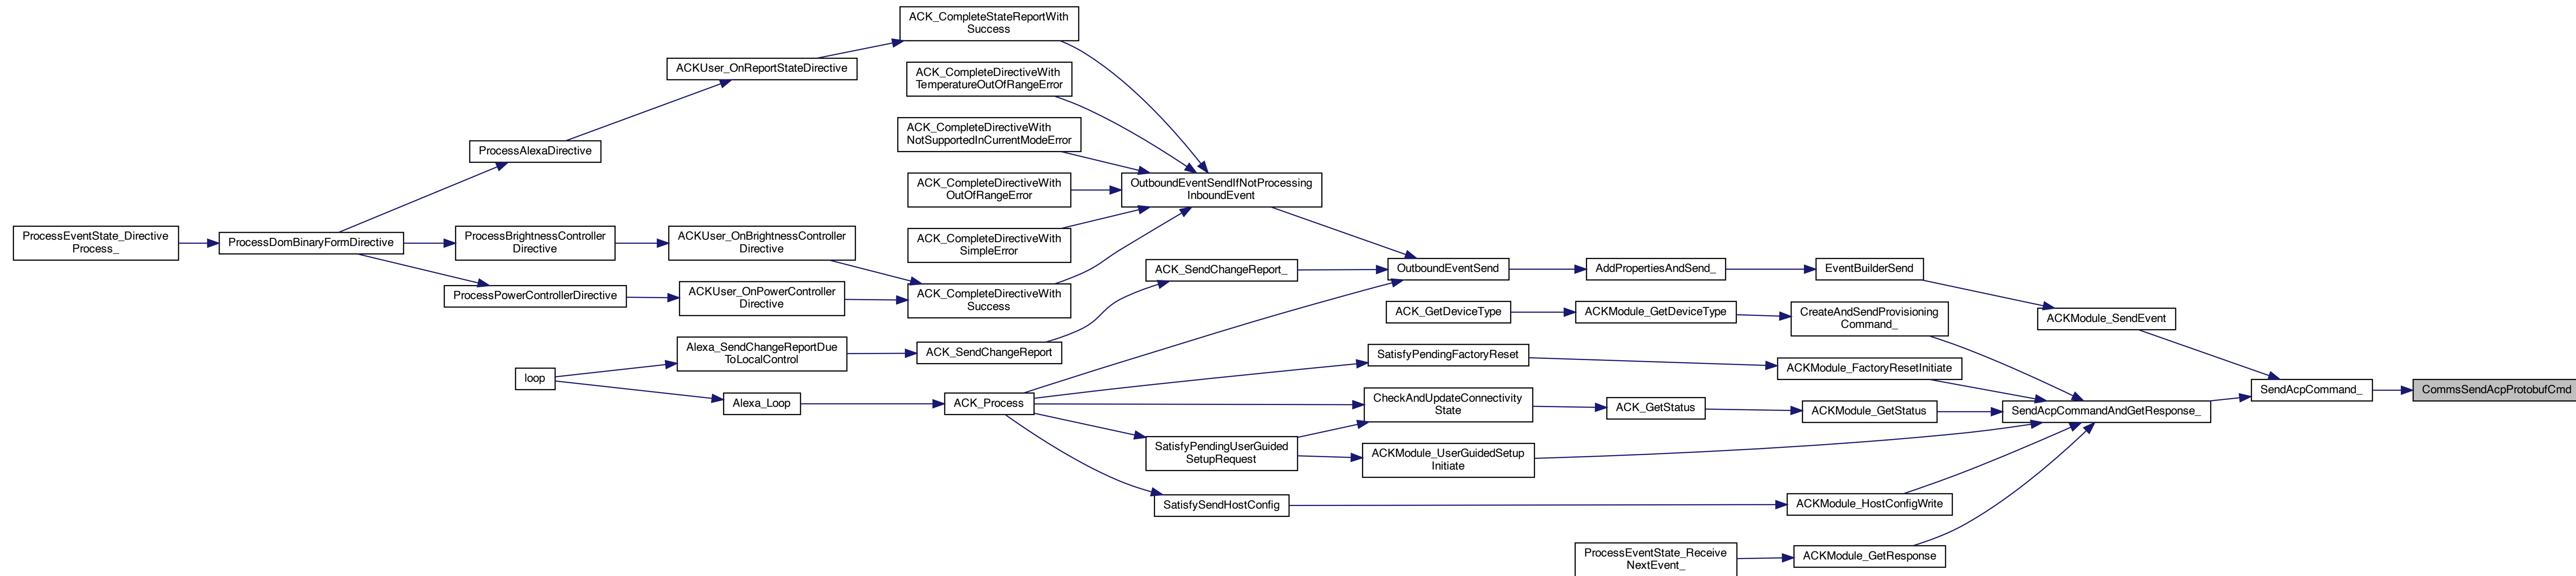 ACK_CompleteStateReportWith
Success
ACKUser_OnReportStateDirective
ACK_CompleteDirectiveWith
TemperatureOutOfRangeError
ACK_CompleteDirectiveWith
NotSupportedInCurrentModeError
ProcessAlexaDirective
ACK_CompleteDirectiveWith
OutOfRangeError
OutboundEventSendIfNotProcessing
InboundEvent
ProcessEventState_Directive
Process_
ProcessDomBinaryFormDirective
ProcessBrightnessController
Directive
ACKUser_OnBrightnessController
Directive
ACK_CompleteDirectiveWith
SimpleError
ACK_SendChangeReport_
OutboundEventSend
AddPropertiesAndSend_
EventBuilderSend
ProcessPowerControllerDirective
ACKUser_OnPowerController
Directive
ACK_CompleteDirectiveWith
Success
ACK_GetDeviceType
ACKModule_GetDeviceType
CreateAndSendProvisioning
Command_
ACKModule_SendEvent
Alexa_SendChangeReportDue
ToLocalControl
ACK_SendChangeReport
SatisfyPendingFactoryReset
ACKModule_FactoryResetInitiate
loop
SendAcpCommand_
CommsSendAcpProtobufCmd
Alexa_Loop
ACK_Process
CheckAndUpdateConnectivity
State
ACK_GetStatus
ACKModule_GetStatus
SendAcpCommandAndGetResponse_
SatisfyPendingUserGuided
SetupRequest
ACKModule_UserGuidedSetup
Initiate
SatisfySendHostConfig
ACKModule_HostConfigWrite
ProcessEventState_Receive
NextEvent_
ACKModule_GetResponse